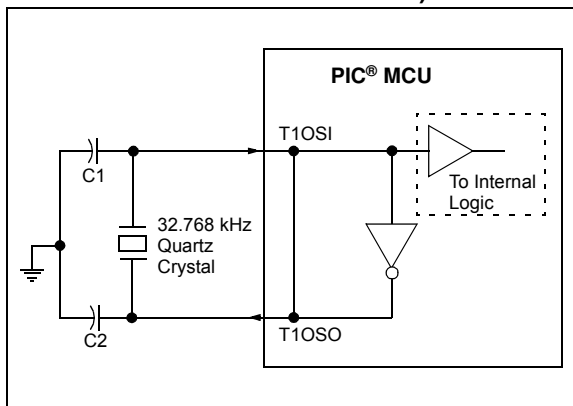 PIC® MCU
T1OSI
C1
To Internal
Logic
32.768 kHz
Quartz
Crystal
T1OSO
C2